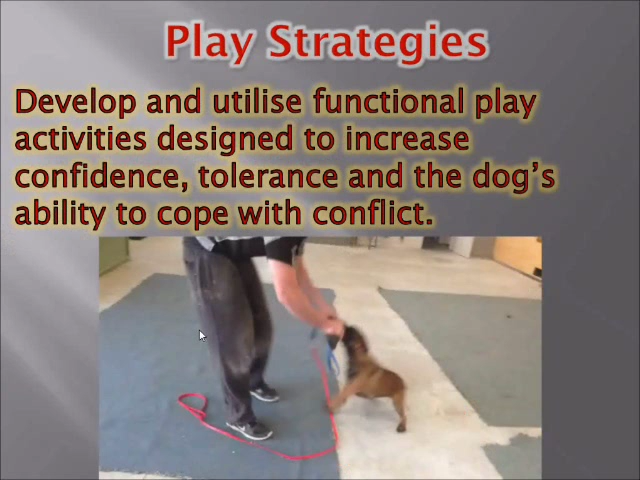 Play Strategies
Develop and utilise functional play
activities designed to increase
confidence, tolerance and the dog's
ability to cope with conflict.